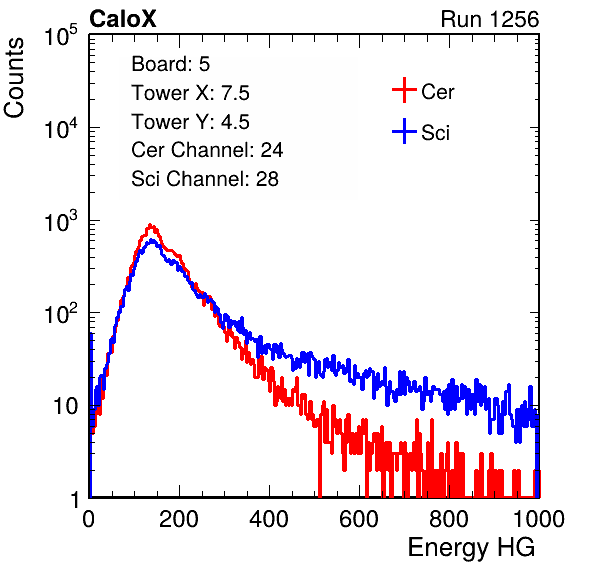 CaloX Run 1256
Counts
Board: 5
Tower X: 7.5
Tower Y: 4.5
Cer Channel: 24
Sci Channel: 28
Cer
Sci
10^5
10^4
10^3
10^2
10
1
0 200 400 600 800 1000
Energy HG